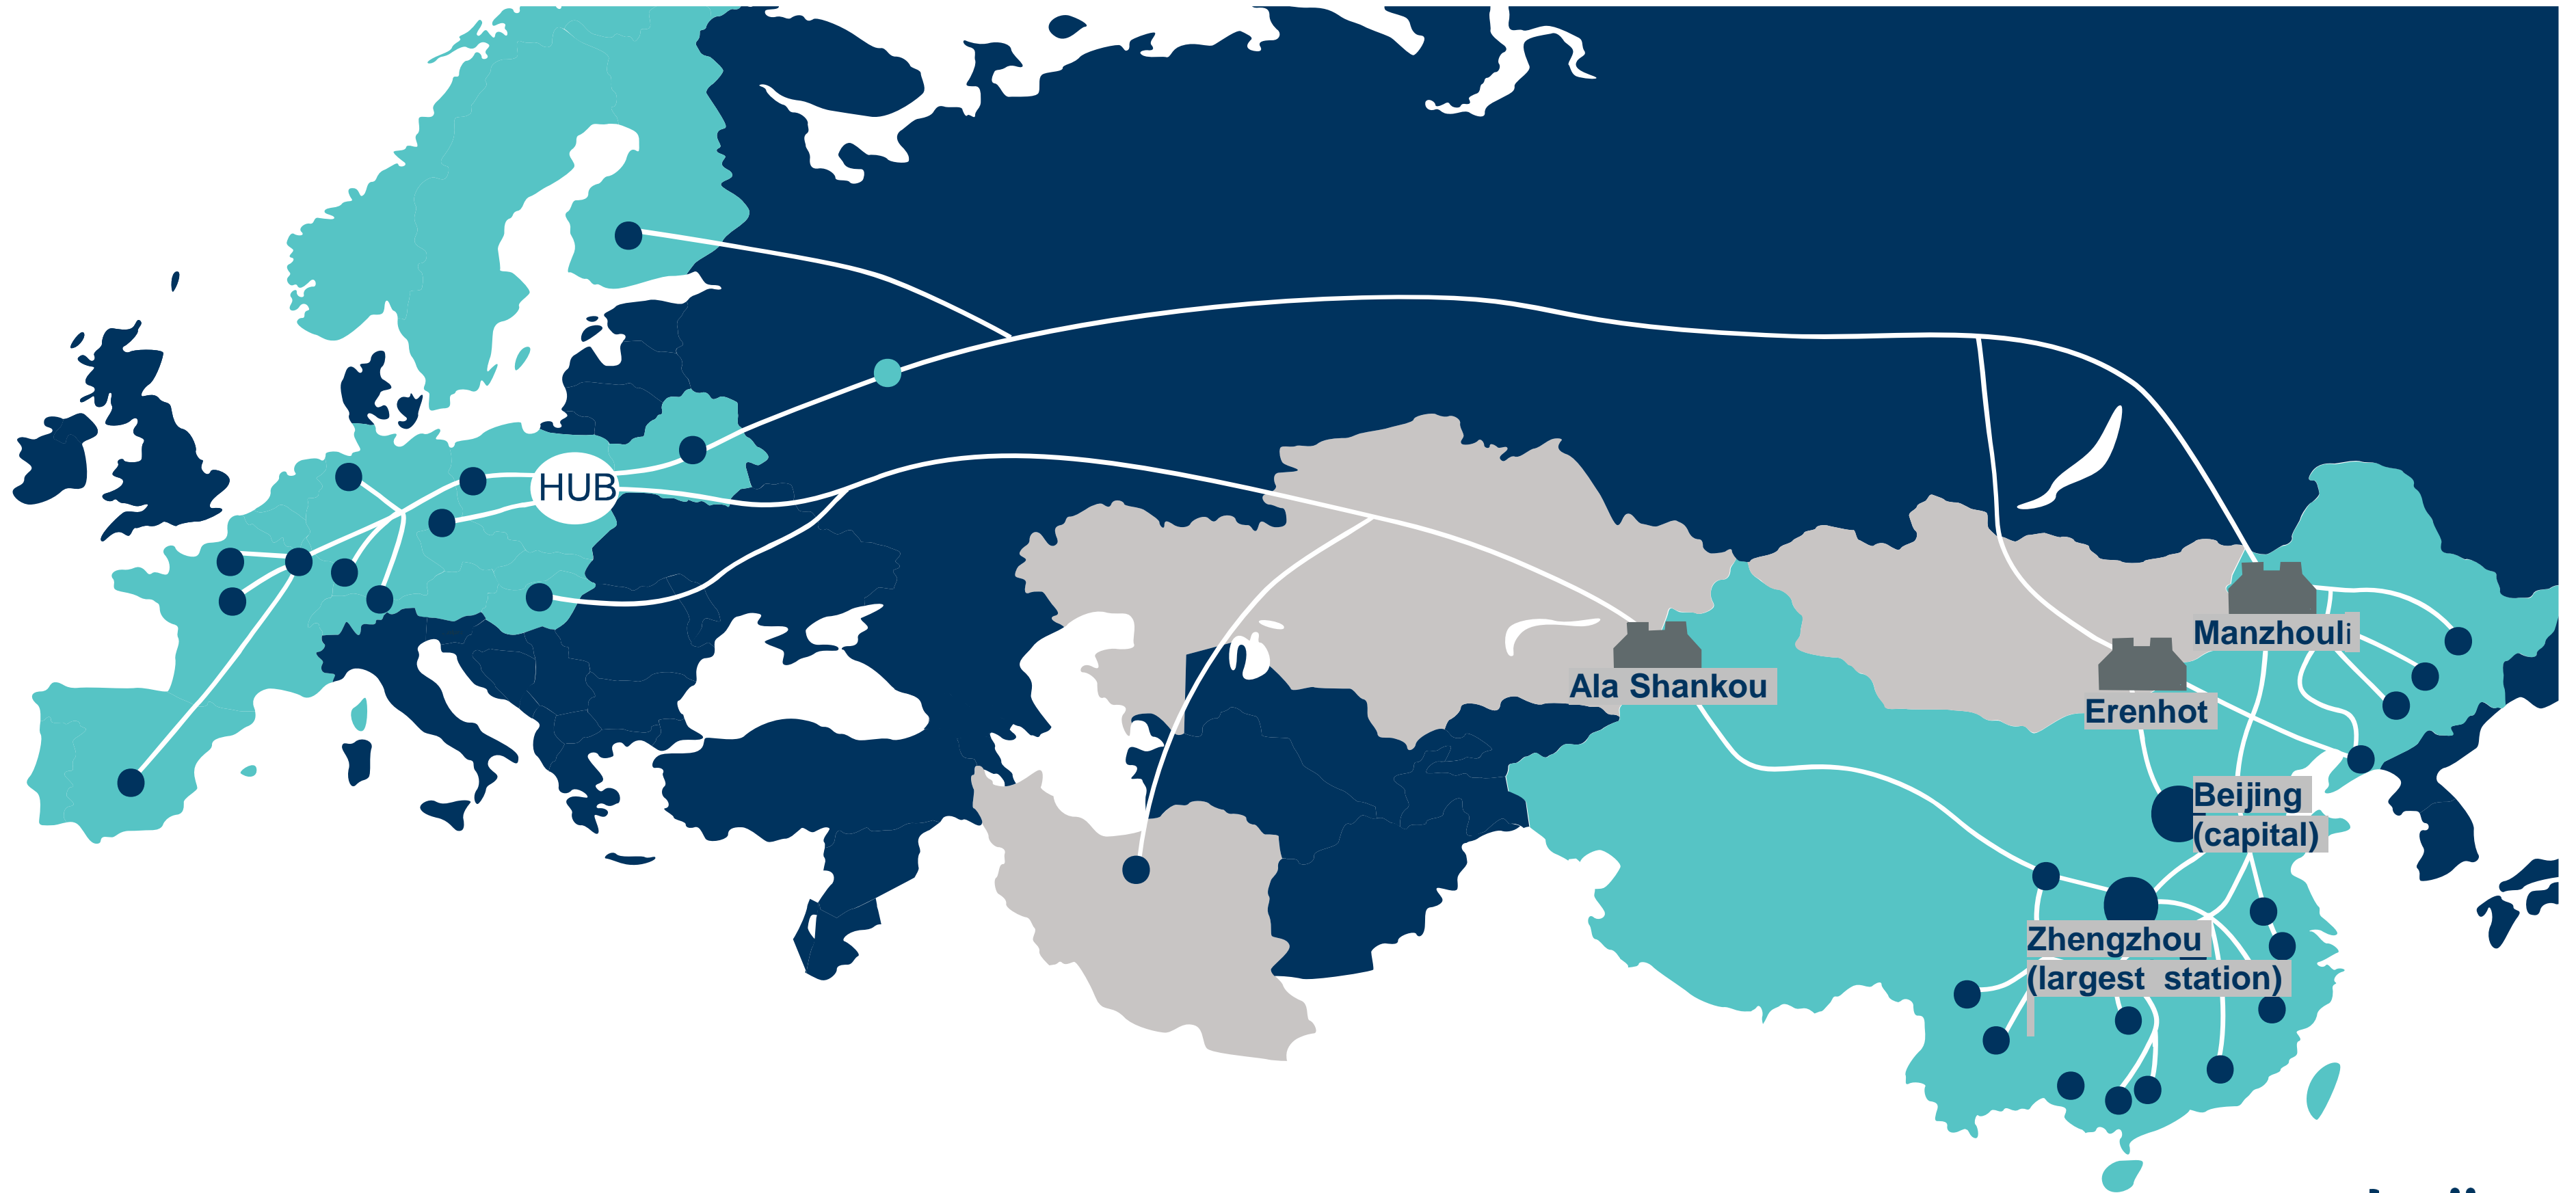 HUB
Manzhouli
Ala Shankou
Erenhot
Beijing
(capital)
Zhengzhou
(largest station)